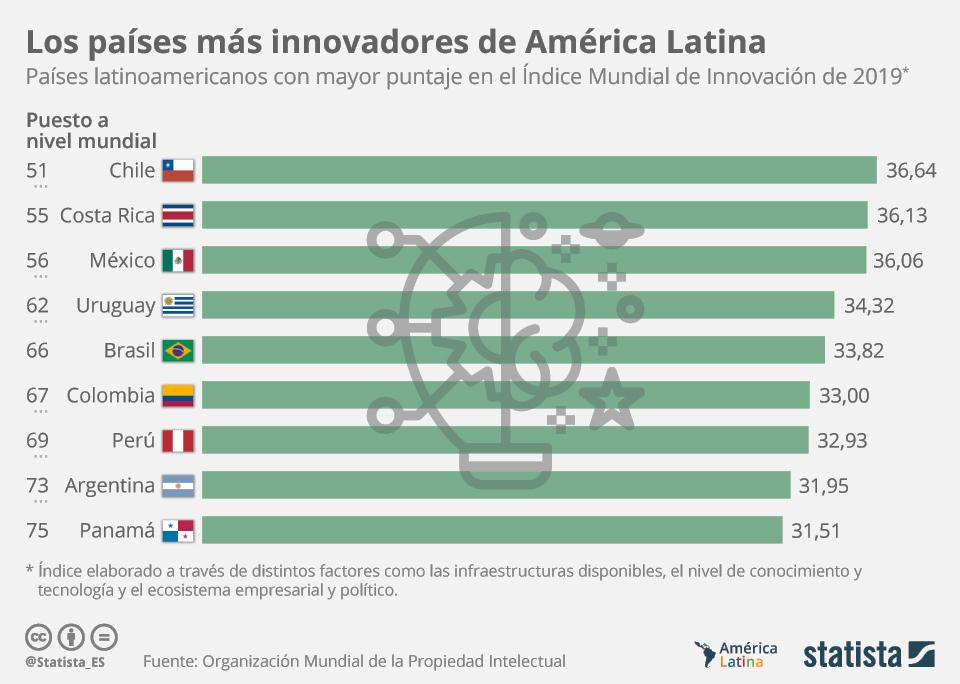 Los países más innovadores de América Latina
Países latinoamericanos con mayor puntaje en el Índice Mundial de Innovación de 2019*
Puesto a
nivel mundial
51 Chile 36,64
...
55 Costa Rica 36,13
56 México 36,06
...
62 Uruguay 34,32
...
66 Brasil 33,82
67 Colombia 33,00
...
69 Perú 32,93
...
73 Argentina 31,95
...
75 Panamá 31,51
* Índice elaborado a través de distintos factores como las infraestructuras disponibles, el nivel de conocimiento y
tecnología y el ecosistema empresarial y político.
cc
@Statista_ES
Fuente: Organización Mundial de la Propiedad Intelectual
América
Latina
statista